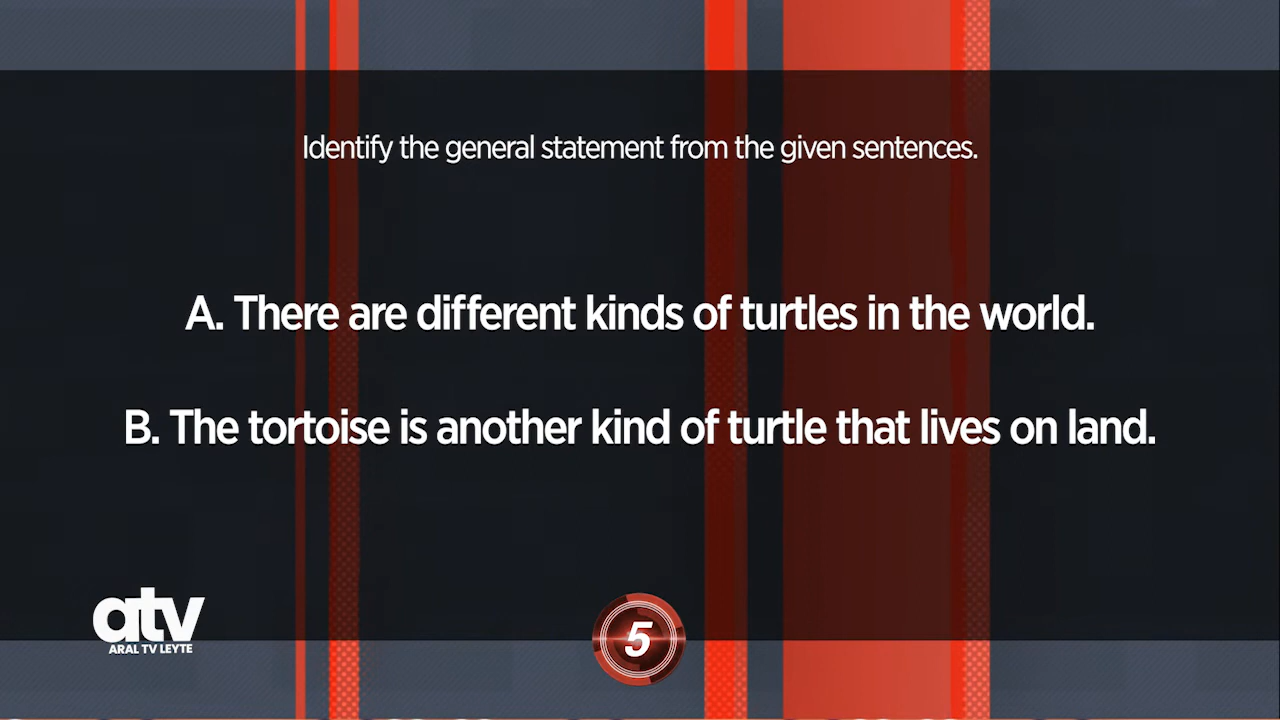 Identify the general statement from the given sentences.
A. There are different kinds of turtles in the world.
B. The tortoise is another kind of turtle that lives on land.
atv
ARAL TV LEYTE
5